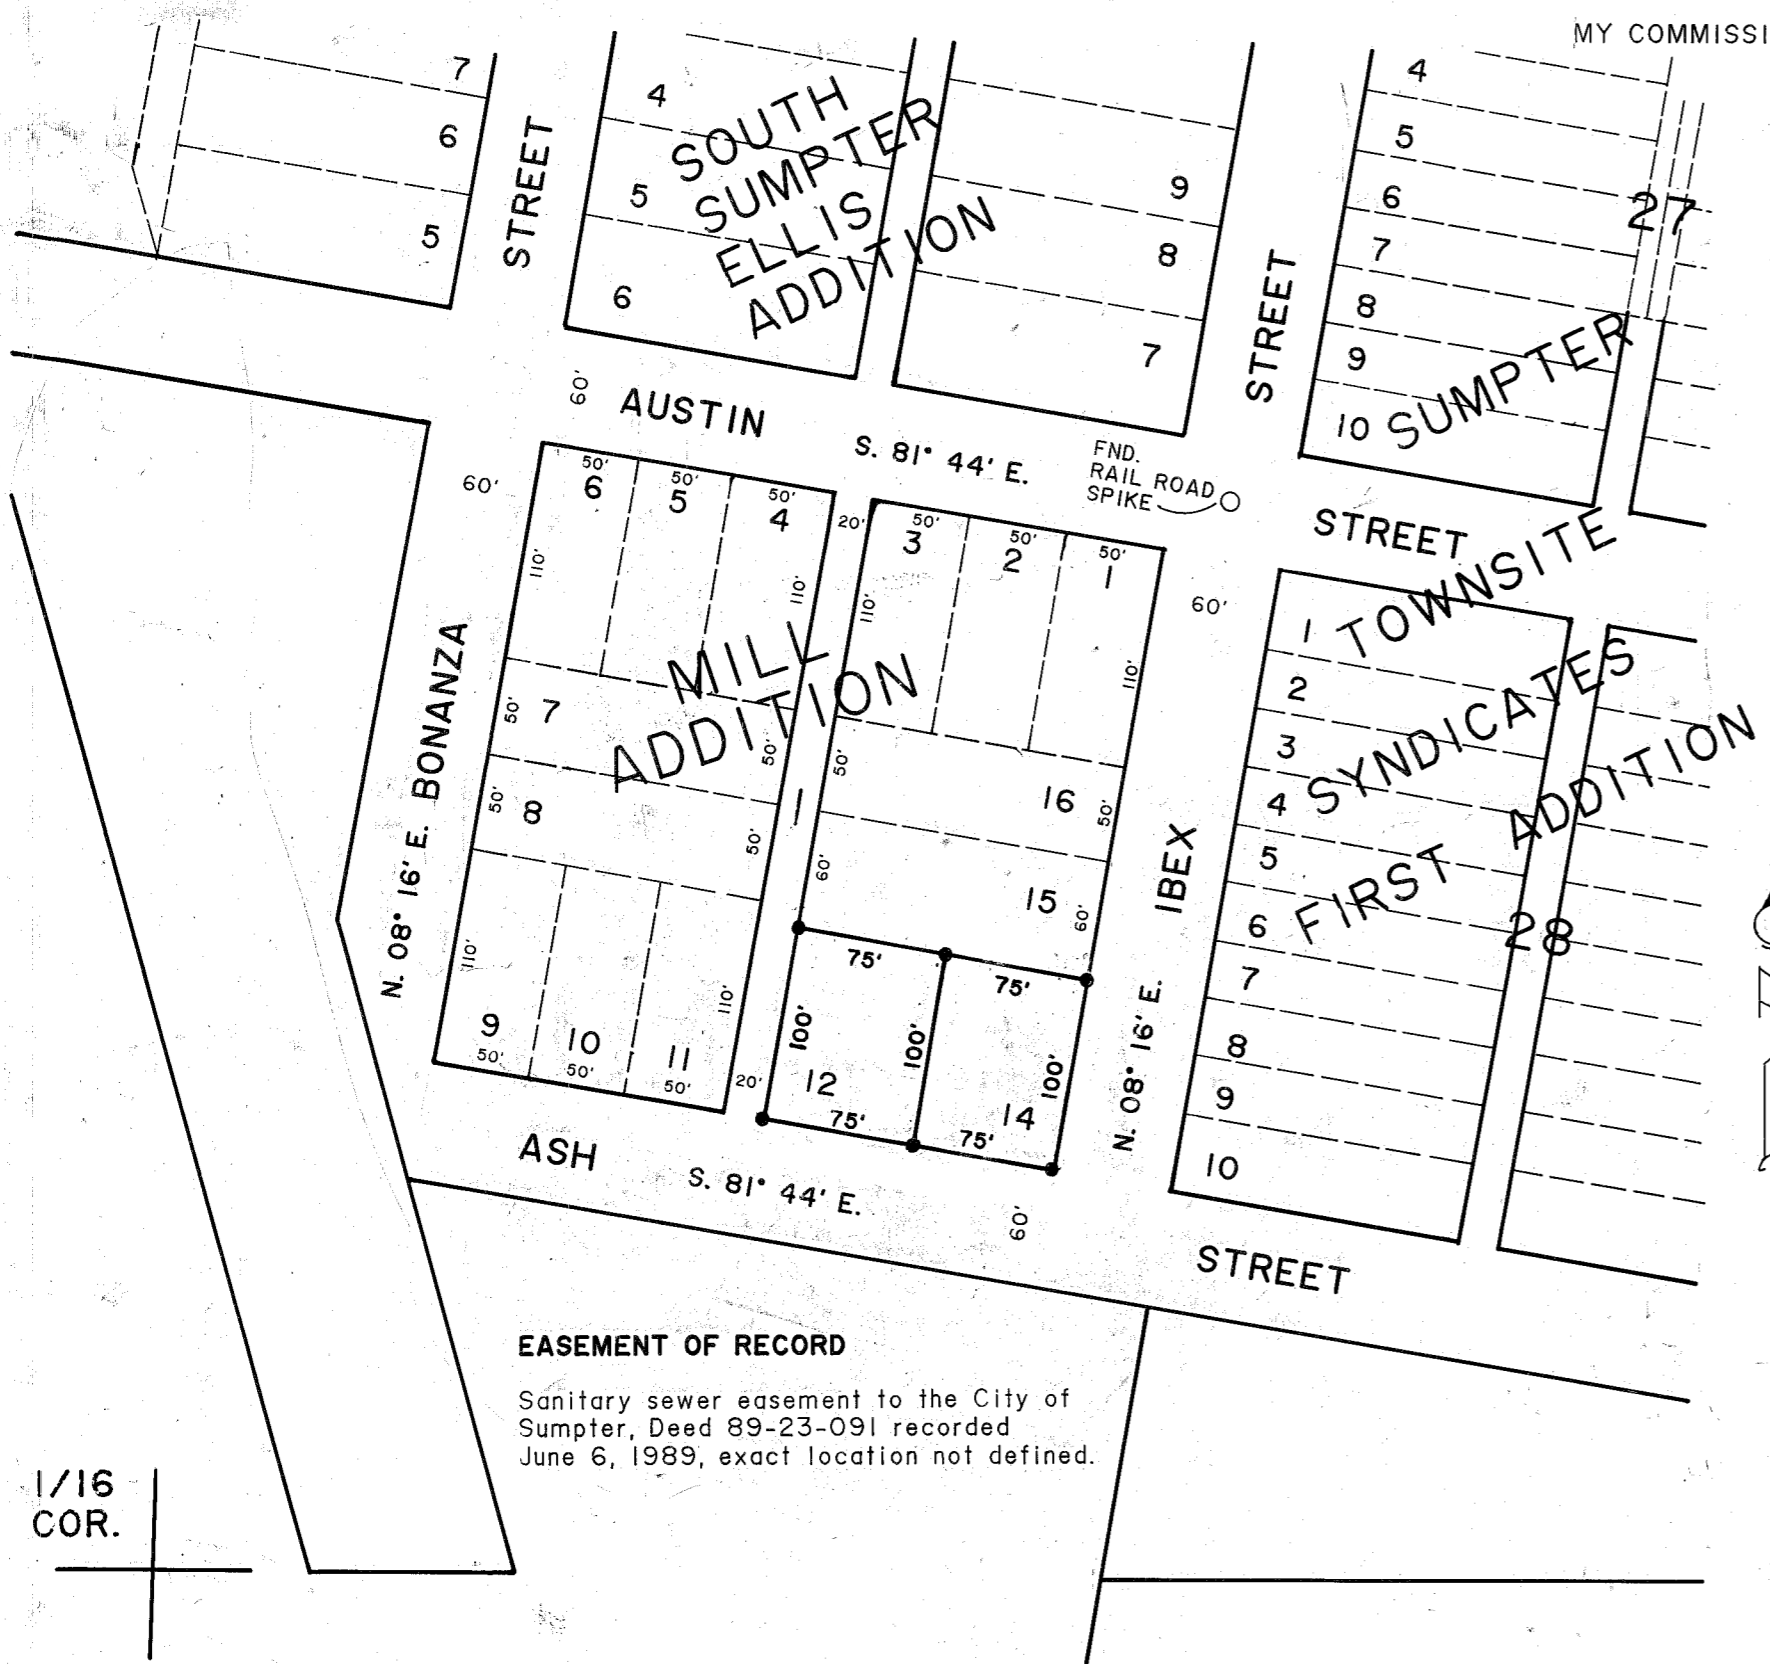 MY COMMISSI
7
6
5
STREET
4
5
6
SOUTH
SUMPTER
ELLIS
ADDITION
9
8
7
STREET
4
5
6
7
8
9
10
27
SUMPTER
TOWNSITE
SYNDICATES
FIRST ADDITION
60'
AUSTIN
S. 81° 44' E.
FND.
RAIL ROAD
SPIKE
STREET
60'
50'
6
50'
5
50'
4
20'
50'
3
50'
2
50'
1
60'
110'
110'
110'
110'
MILL
ADDITION
N. 08° 16' E. BONANZA
50'
7
50'
50'
8
50'
1
50'
16
50'
60'
15
60'
110'
110'
9
50'
10
50'
11
50'
20'
75'
75'
100'
100'
100'
12
75'
14
75'
N. 08° 16' E. IBEX
1
2
3
4
5
6
7
8
9
10
28
ASH
S. 81° 44' E.
60'
STREET
EASEMENT OF RECORD
Sanitary sewer easement to the City of
Sumpter, Deed 89-23-091 recorded
June 6, 1989, exact location not defined.
1/16
COR.